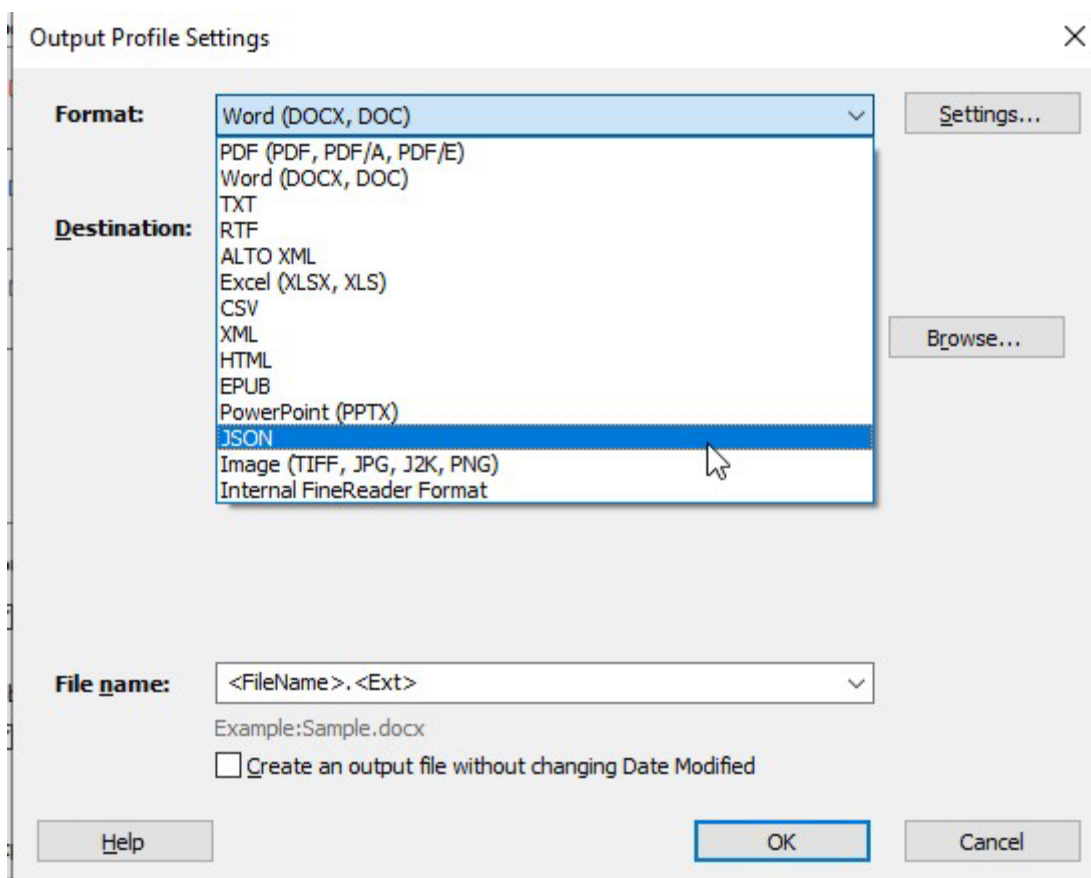 Output Profile Settings
Format:
Word (DOCX, DOC)
Settings...
PDF (PDF, PDF/A, PDF/E)
Word (DOCX, DOC)
TXT
RTF
ALTO XML
Excel (XLSX, XLS)
CSV
XML
HTML
EPUB
PowerPoint (PPTX)
JSON
Image (TIFF, JPG, J2K, PNG)
Internal FineReader Format
Destination:
Browse...
File name:
<FileName>.<Ext>
Example:Sample.docx
Create an output file without changing Date Modified
Help
OK
Cancel